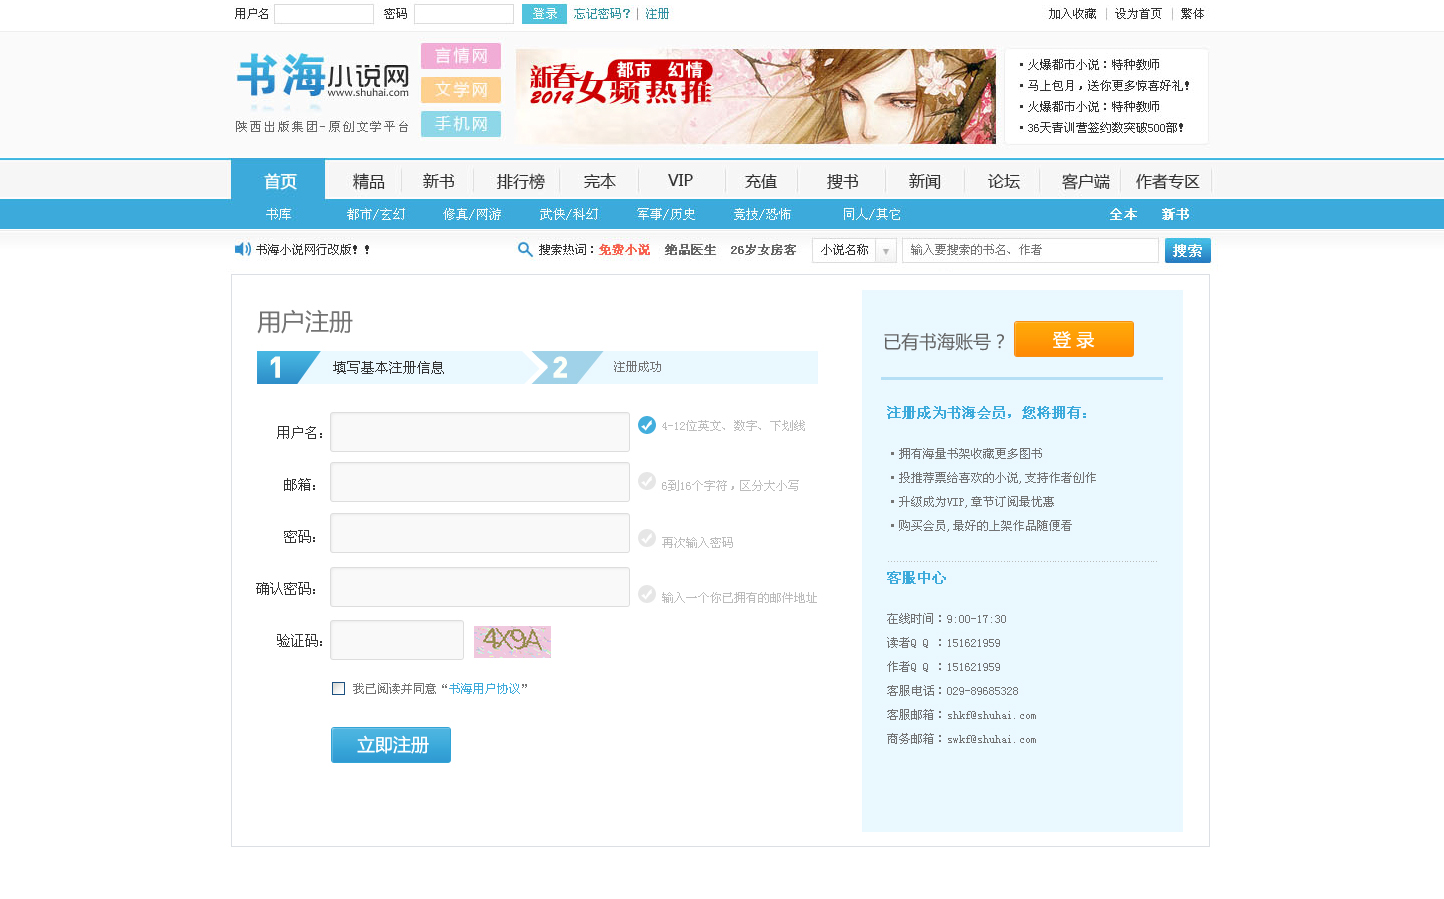 用户名 密码 登录 忘记密码? | 注册 加入收藏 | 设为首页 | 繁体
书海小说网
www.shuhai.com
陕西出版集团-原创文学平台
言情网
文学网
手机网
新春 2014 女频热推
都市 幻情
• 火爆都市小说：特种教师
• 马上包月，送你更多惊喜好礼！
• 火爆都市小说：特种教师
• 36天青训营签约数突破500部！
首页 精品 新书 排行榜 完本 VIP 充值 搜书 新闻 论坛 客户端 作者专区
书库 都市/玄幻 修真/网游 武侠/科幻 军事/历史 竞技/恐怖 同人/其它 全本 新书
书海小说网行改版！！ 搜索热词：免费小说 绝品医生 26岁女房客 小说名称 输入要搜索的书名、作者 搜索
用户注册
1 填写基本注册信息 2 注册成功
用户名： 4-12位英文、数字、下划线
邮箱： 6到16个字符，区分大小写
密码： 再次输入密码
确认密码： 输入一个你已拥有的邮件地址
验证码： 4X9A
我已阅读并同意“书海用户协议”
立即注册
已有书海账号？ 登录
注册成为书海会员，您将拥有：
• 拥有海量书架收藏更多图书
• 投推荐票给喜欢的小说,支持作者创作
• 升级成为VIP,章节订阅最优惠
• 购买会员,最好的上架作品随便看
客服中心
在线时间：9:00-17:30
读者Q Q ：151621959
作者Q Q ：151621959
客服电话：029-89685328
客服邮箱：shkf@shuhai.com
商务邮箱：swkf@shuhai.com